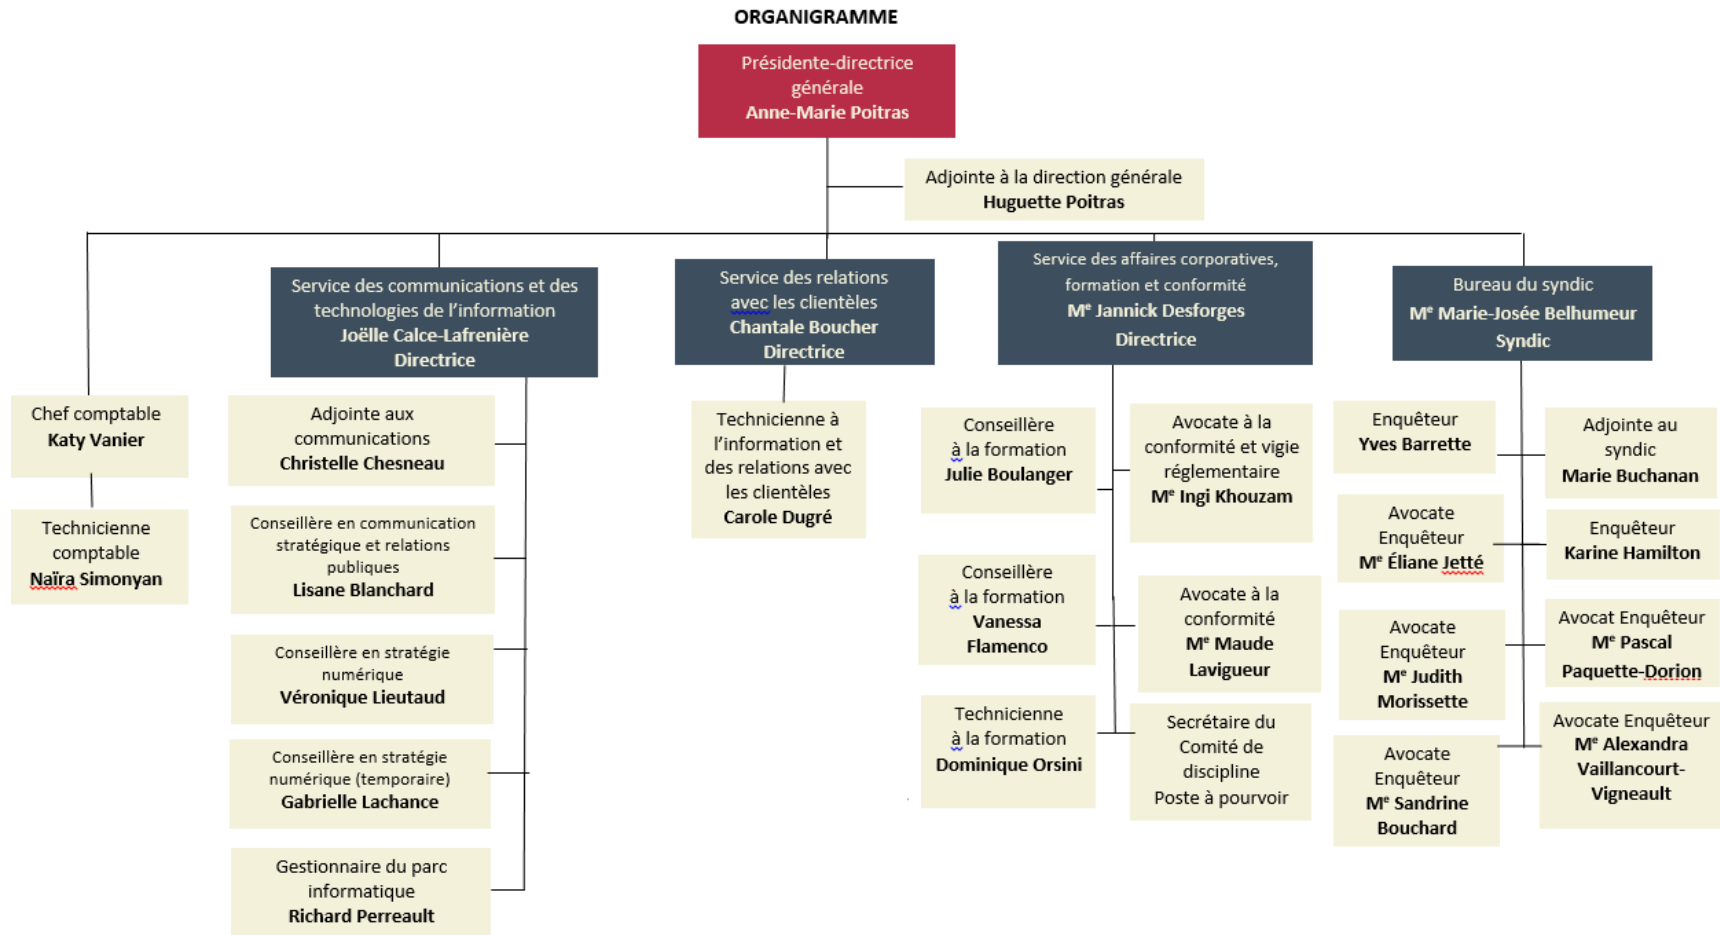 ORGANIGRAMME
Présidente-directrice
générale
Anne-Marie Poitras
Adjointe à la direction générale
Huguette Poitras
Service des communications et des
technologies de l'information
Joëlle Calce-Lafrenière
Directrice
Service des relations
avec les clientèles
Chantale Boucher
Directrice
Service des affaires corporatives,
formation et conformité
Me Jannick Desforges
Directrice
Bureau du syndic
Me Marie-Josée Belhumeur
Syndic
Chef comptable
Katy Vanier
Technicienne
comptable
Naïra Simonyan
Adjointe aux
communications
Christelle Chesneau
Conseillère en communication
stratégique et relations
publiques
Lisane Blanchard
Conseillère en stratégie
numérique
Véronique Lieutaud
Conseillère en stratégie
numérique (temporaire)
Gabrielle Lachance
Gestionnaire du parc
informatique
Richard Perreault
Technicienne à
l'information et
des relations avec
les clientèles
Carole Dugré
Conseillère
à la formation
Julie Boulanger
Avocate à la
conformité et vigie
réglementaire
Me Ingi Khouzam
Conseillère
à la formation
Vanessa
Flamenco
Avocate à la
conformité
Me Maude
Lavigueur
Technicienne
à la formation
Dominique Orsini
Secrétaire du
Comité de
discipline
Poste à pourvoir
Enquêteur
Yves Barrette
Adjointe au
syndic
Marie Buchanan
Avocate
Enquêteur
Me Éliane Jetté
Enquêteur
Karine Hamilton
Avocate
Enquêteur
Me Judith
Morissette
Avocat Enquêteur
Me Pascal
Paquette-Dorion
Avocate
Enquêteur
Me Sandrine
Bouchard
Avocate Enquêteur
Me Alexandra
Vaillancourt-
Vigneault